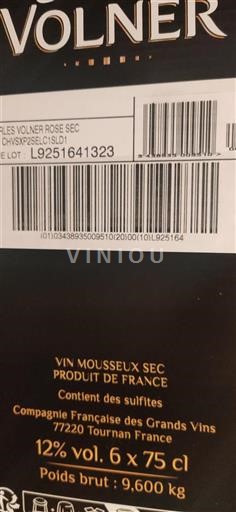 VOLNER
RLES VOLNER ROSE SEC
CHVSXP2SELC1SLD1
E LOT : L9251641323
(01)03438935009510(20)00(10)L925164
VINIOU
VIN MOUSSEUX SEC
PRODUIT DE FRANCE
Contient des sulfites
Compagnie Française des Grands Vins
77220 Tournan France
12% vol. 6 x 75 cl
Poids brut : 9,600 kg